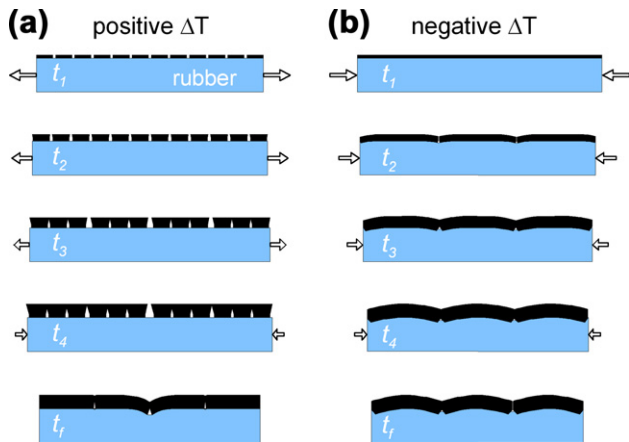 (a) positive ΔT
t1 rubber
t2
t3
t4
tf
(b) negative ΔT
t1
t2
t3
t4
tf